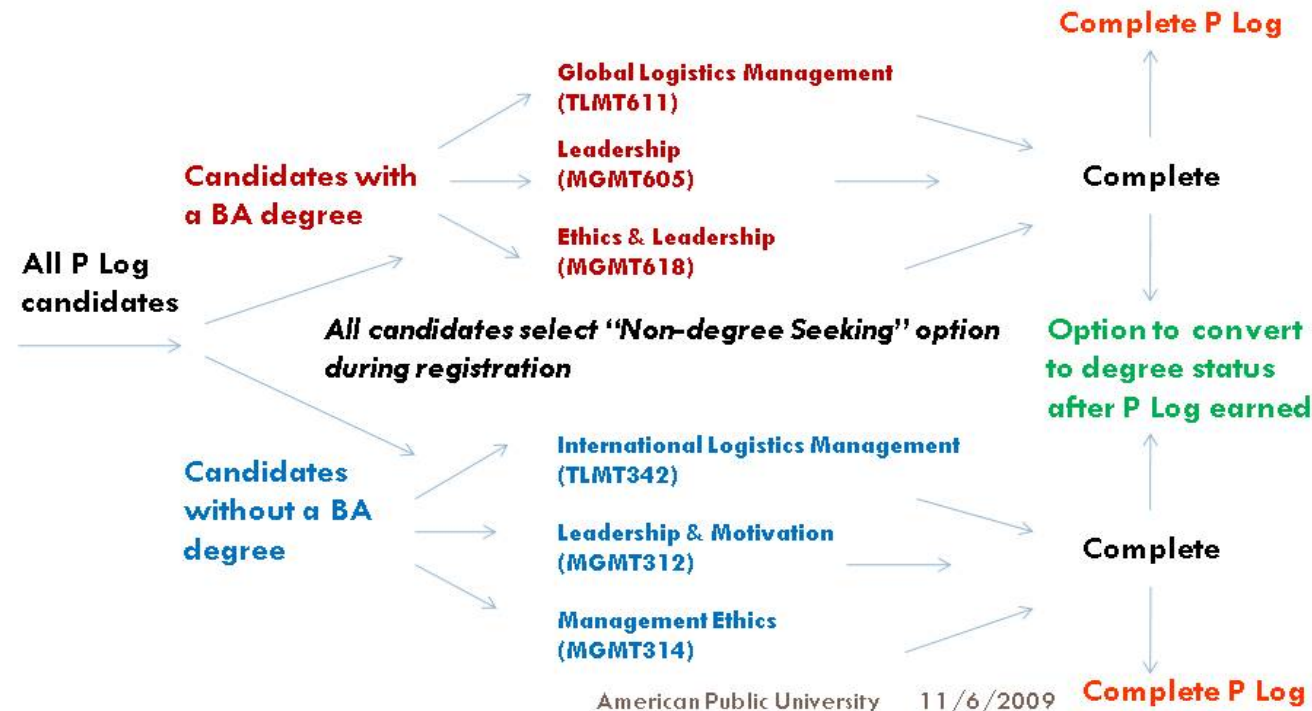 Complete P Log
Global Logistics Management
(TLMT611)
Leadership
(MGMT605)
Ethics & Leadership
(MGMT618)
Candidates with
a BA degree
Complete
All P Log
candidates
All candidates select “Non-degree Seeking” option
during registration
Option to convert
to degree status
after P Log earned
Candidates
without a BA
degree
International Logistics Management
(TLMT342)
Leadership & Motivation
(MGMT312)
Management Ethics
(MGMT314)
Complete
American Public University 11/6/2009
Complete P Log